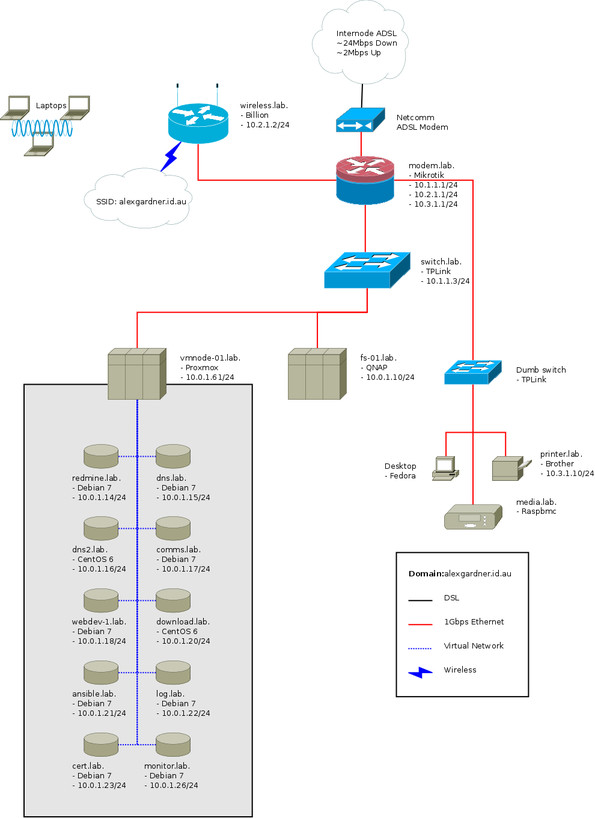 Internode ADSL
~24Mbps Down
~2Mbps Up
Laptops
wireless.lab.
- Billion
- 10.2.1.2/24
Netcomm
ADSL Modem
SSID: alexgardner.id.au
modem.lab.
- Mikrotik
- 10.1.1.1/24
- 10.2.1.1/24
- 10.3.1.1/24
switch.lab.
- TPLink
- 10.1.1.3/24
vmnode-01.lab.
- Proxmox
- 10.0.1.61/24
fs-01.lab.
- QNAP
- 10.0.1.10/24
Dumb switch
- TPLink
Desktop
- Fedora
printer.lab.
- Brother
- 10.3.1.10/24
media.lab.
- Raspbmc
redmine.lab.
- Debian 7
- 10.0.1.14/24
dns.lab.
- Debian 7
- 10.0.1.15/24
dns2.lab.
- CentOS 6
- 10.0.1.16/24
comms.lab.
- Debian 7
- 10.0.1.17/24
webdev-1.lab.
- Debian 7
- 10.0.1.18/24
download.lab.
- CentOS 6
- 10.0.1.20/24
ansible.lab.
- Debian 7
- 10.0.1.21/24
log.lab.
- Debian 7
- 10.0.1.22/24
cert.lab.
- Debian 7
- 10.0.1.23/24
monitor.lab.
- Debian 7
- 10.0.1.26/24
Domain:alexgardner.id.au
DSL
1Gbps Ethernet
Virtual Network
Wireless